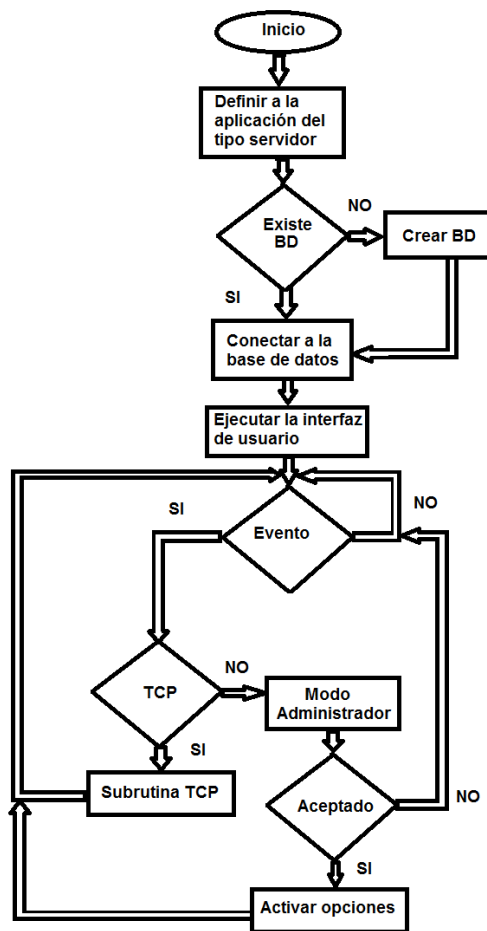 Inicio
Definir a la
aplicación del
tipo servidor
NO
Existe
BD
Crear BD
SI
Conectar a la
base de datos
Ejecutar la interfaz
de usuario
SI
NO
Evento
NO
TCP
Modo
Administrador
SI
Subrutina TCP
Aceptado
NO
SI
Activar opciones